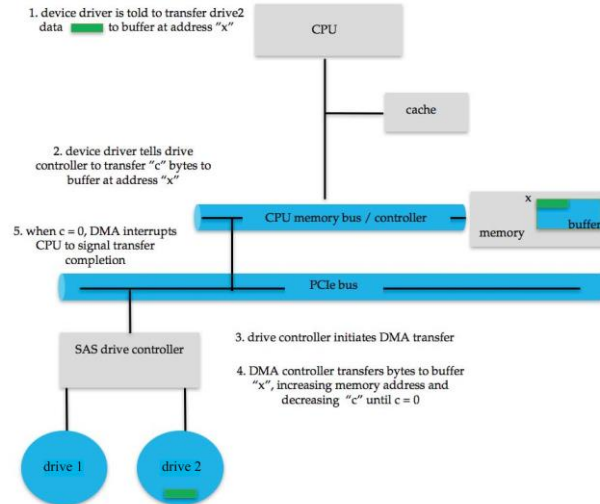 1. device driver is told to transfer drive2
data to buffer at address “x”
CPU
cache
2. device driver tells drive
controller to transfer “c” bytes to
buffer at address “x”
CPU memory bus / controller
x
buffer
memory
5. when c = 0, DMA interrupts
CPU to signal transfer
completion
PCIe bus
3. drive controller initiates DMA transfer
SAS drive controller
4. DMA controller transfers bytes to buffer
“x”, increasing memory address and
decreasing “c” until c = 0
drive 1
drive 2